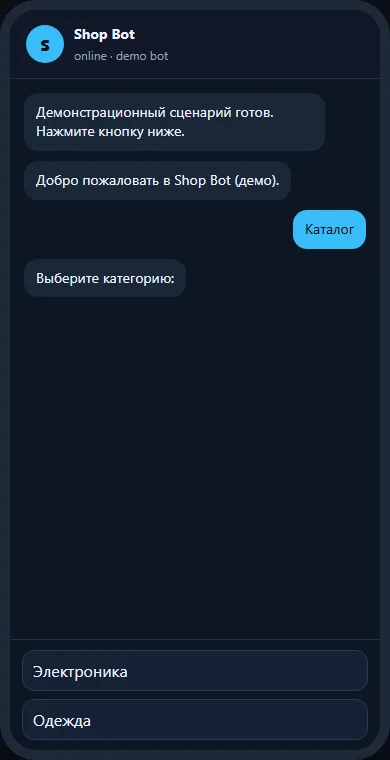 s
Shop Bot
online · demo bot
Демонстрационный сценарий готов.
Нажмите кнопку ниже.
Добро пожаловать в Shop Bot (демо).
Каталог
Выберите категорию:
Электроника
Одежда